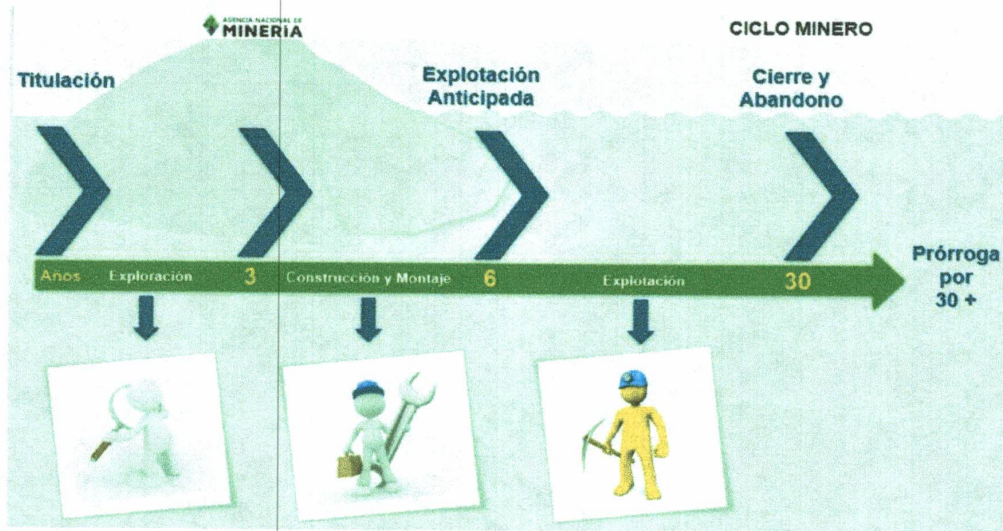 AGENCIA NACIONAL DE
MINERÍA
CICLO MINERO
Titulación
Explotación
Anticipada
Cierre y
Abandono
Años
Exploración
3
Construcción y Montaje
6
Explotación
30
Prórroga
por
30 +